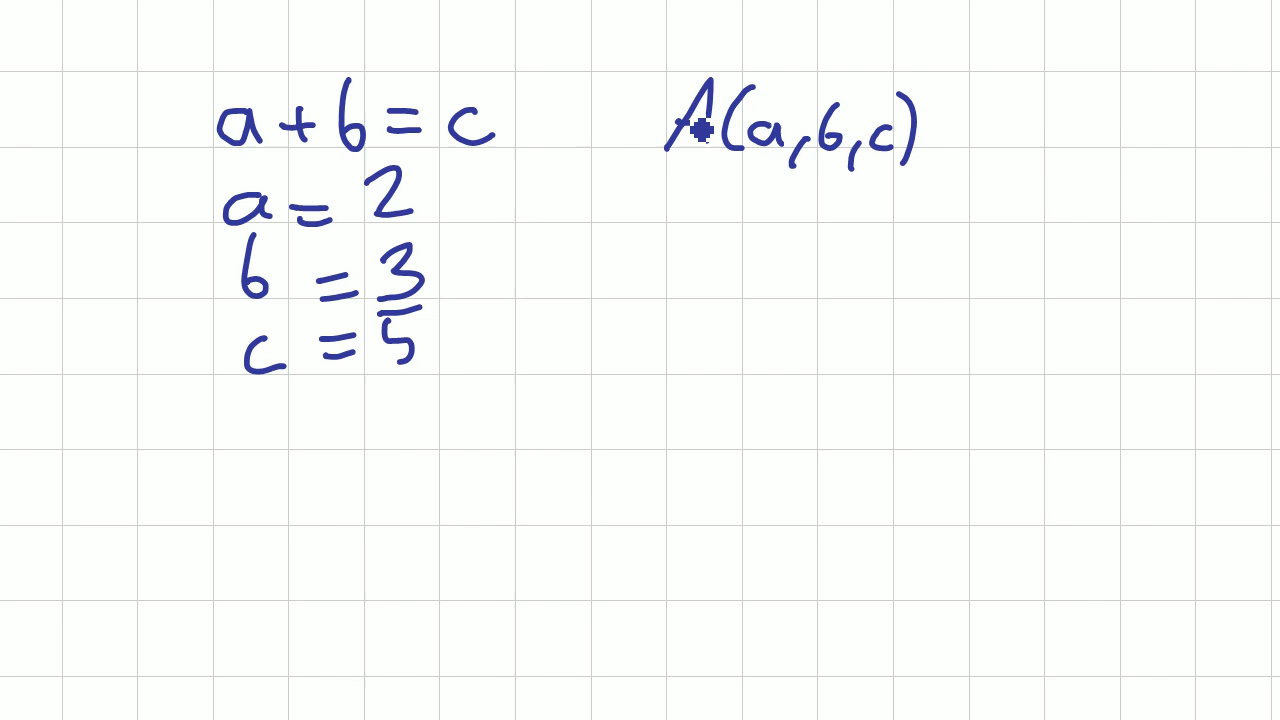 a + b = c
A(a, b, c)
a = 2
b = 3
c = 5